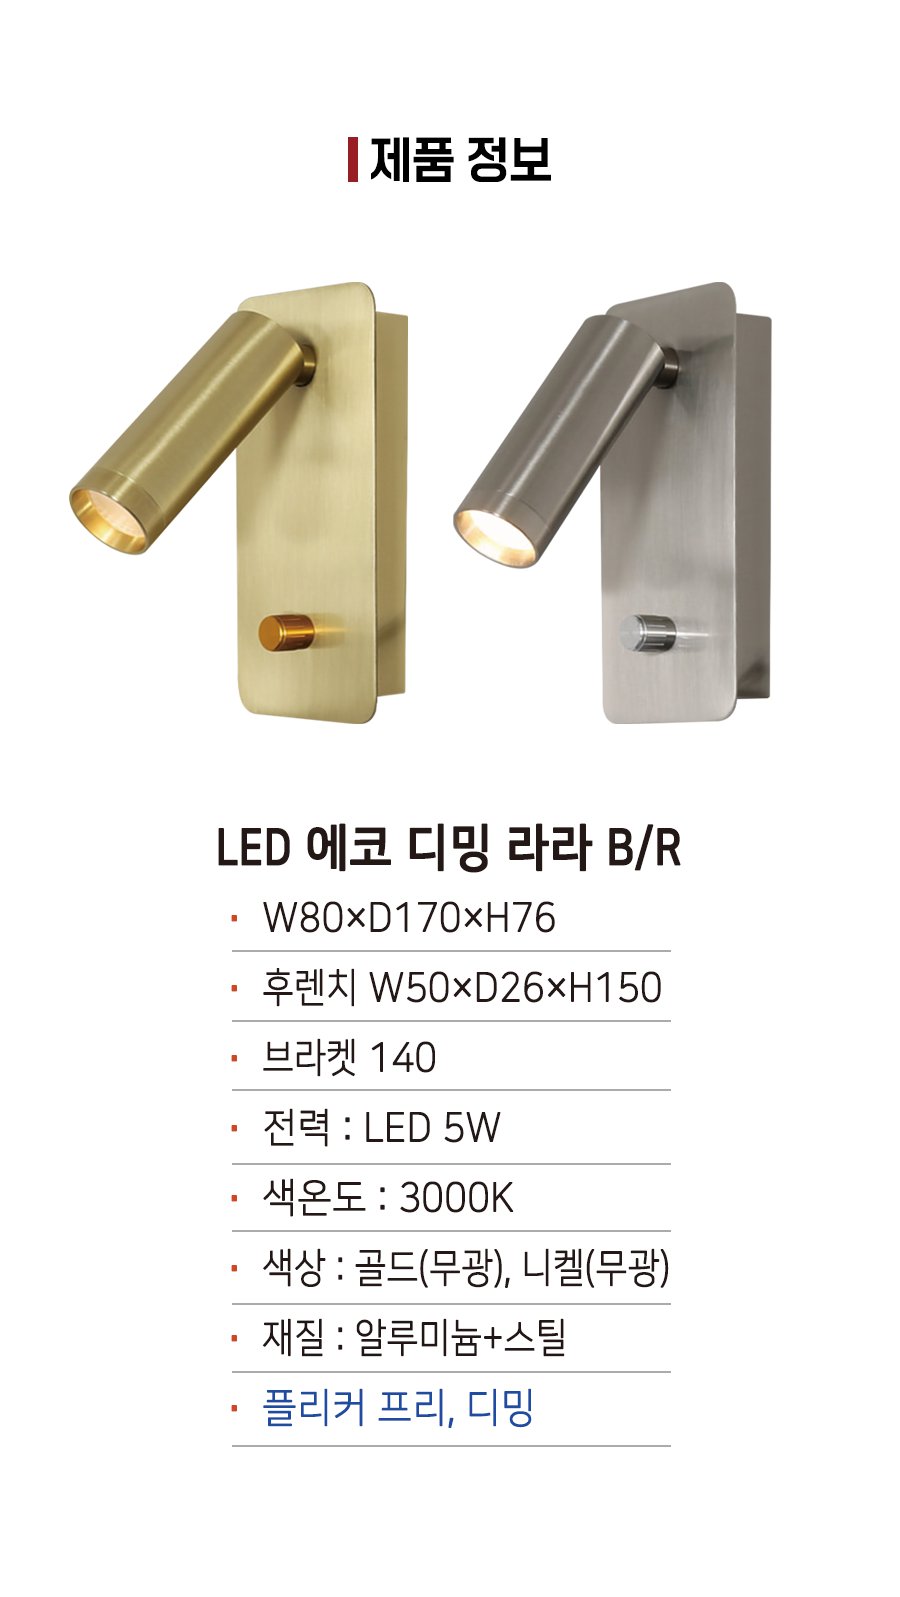 제품 정보
LED 에코 디밍 라라 B/R
· W80×D170×H76
· 후렌치 W50×D26×H150
· 브라켓 140
· 전력 : LED 5W
· 색온도 : 3000K
· 색상 : 골드(무광), 니켈(무광)
· 재질 : 알루미늄+스틸
· 플리커 프리, 디밍